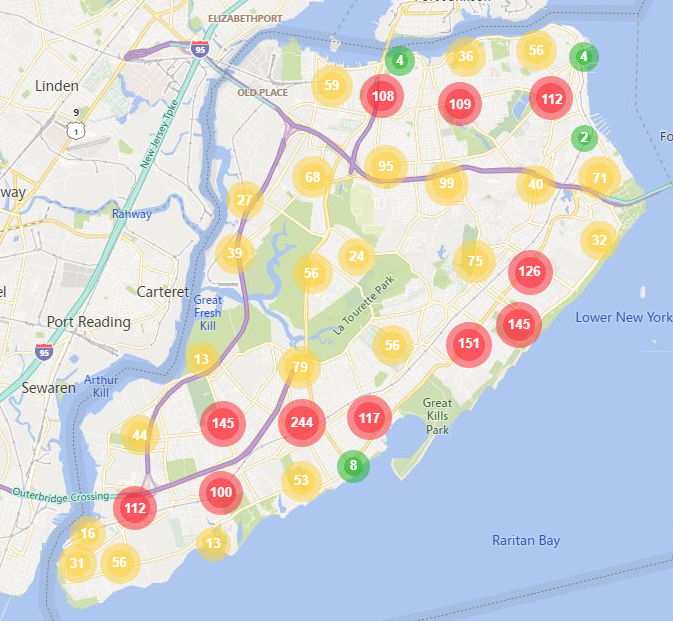 ELIZABETHPORT
95
4
36
56
4
Linden
59
OLD PLACE
108
109
112
9
1
New Jersey Tpke
2
95
68
99
40
71
way
27
Rahway
32
39
24
75
56
126
Carteret
Great
Fresh
Kill
La Tourette Park
Port Reading
145
Lower New York
151
56
95
13
79
Sewaren
Arthur
Kill
Great
Kills
Park
145
244
117
44
8
53
100
Outerbridge Crossing
112
16
13
Raritan Bay
31
56